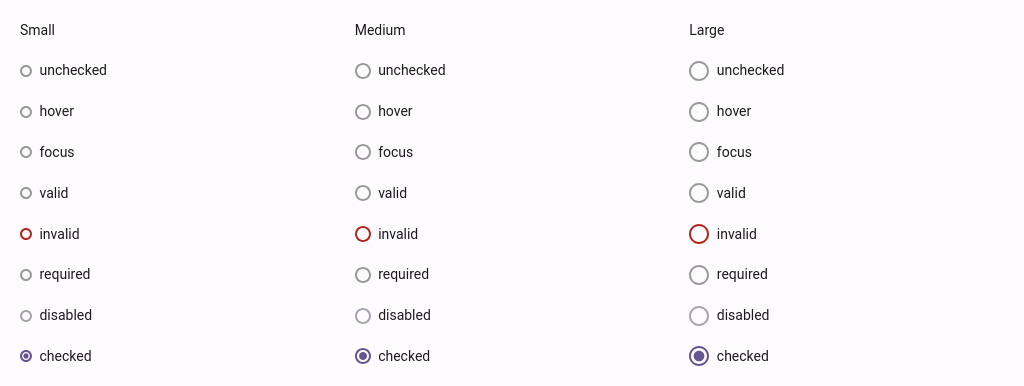 Small
unchecked
hover
focus
valid
invalid
required
disabled
checked
Medium
unchecked
hover
focus
valid
invalid
required
disabled
checked
Large
unchecked
hover
focus
valid
invalid
required
disabled
checked